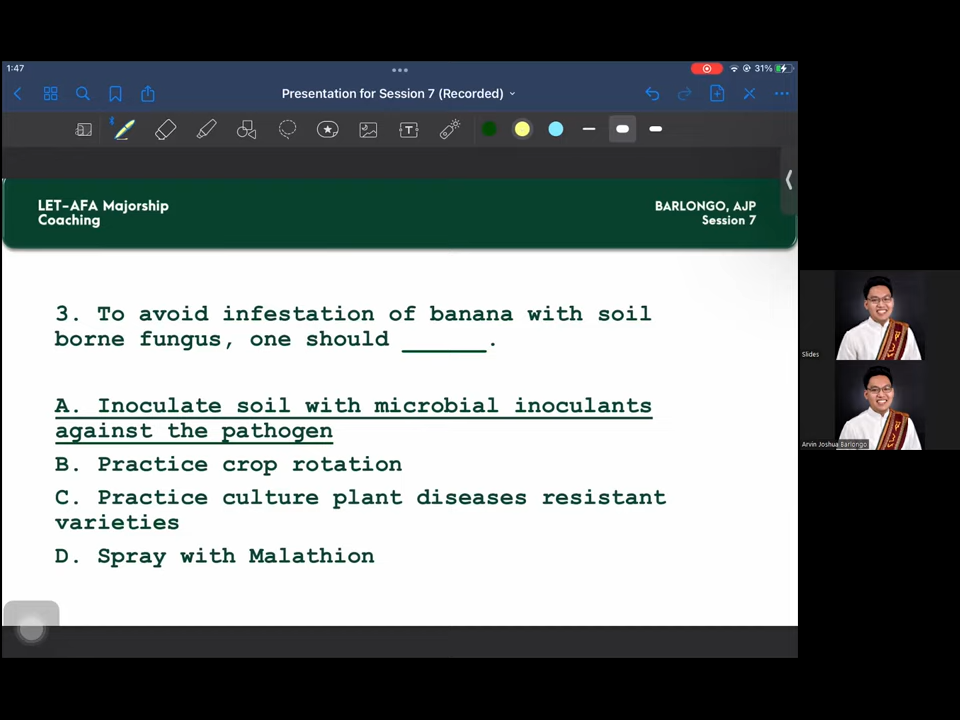 1:47
31%
Presentation for Session 7 (Recorded)
T
LET-AFA Majorship
Coaching
BARLONGO, AJP
Session 7
3. To avoid infestation of banana with soil
borne fungus, one should ______.
A. Inoculate soil with microbial inoculants
against the pathogen
B. Practice crop rotation
C. Practice culture plant diseases resistant
varieties
D. Spray with Malathion
Slides
Arvin Joshua Barlongo